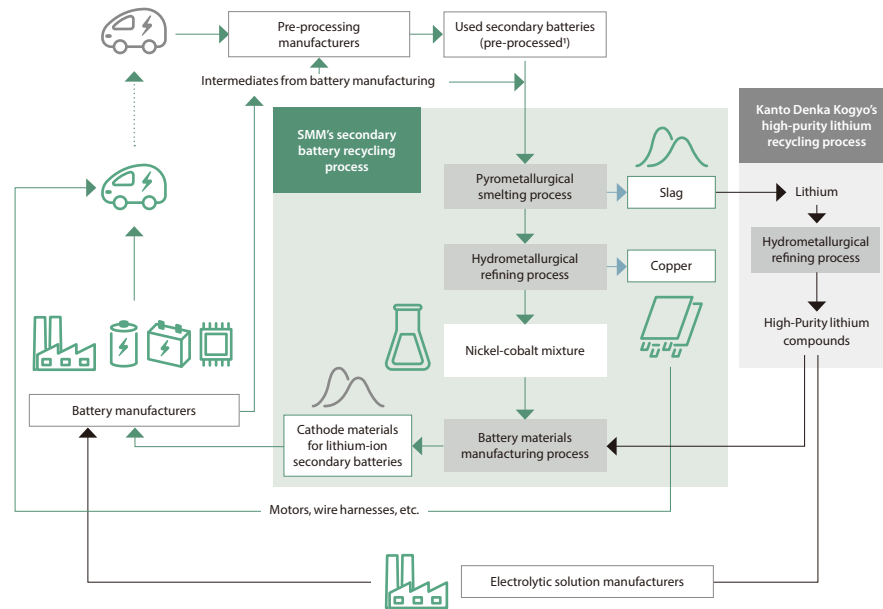 Pre-processing
manufacturers
Used secondary batteries
(pre-processed¹)
Intermediates from battery manufacturing
SMM's secondary
battery recycling
process
Kanto Denka Kogyo's
high-purity lithium
recycling process
Pyrometallurgical
smelting process
Slag
Lithium
Hydrometallurgical
refining process
Copper
Hydrometallurgical
refining process
Nickel-cobalt mixture
High-Purity lithium
compounds
Battery manufacturers
Cathode materials
for lithium-ion
secondary batteries
Battery materials
manufacturing process
Motors, wire harnesses, etc.
Electrolytic solution manufacturers